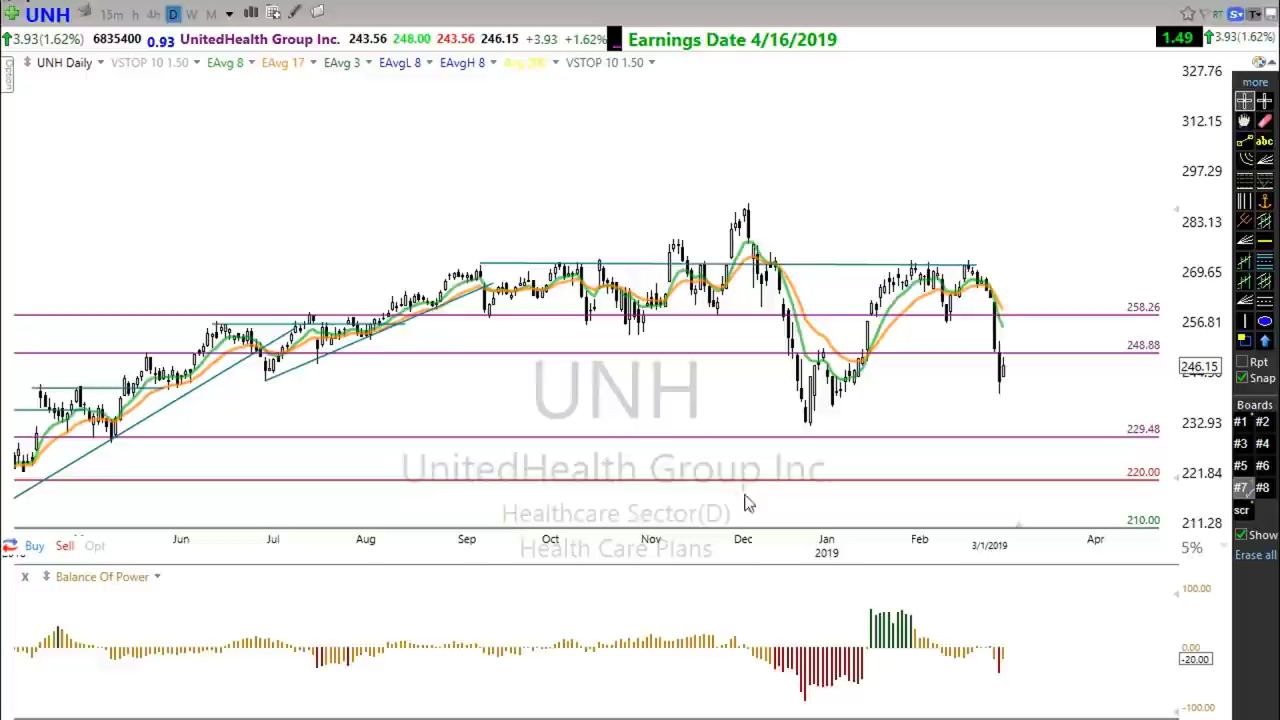 UNH 15m h 4h D W M RT S T
3.93(1.62%) 6835400 0.93 UnitedHealth Group Inc. 243.56 248.00 243.56 246.15 +3.93 +1.62% Earnings Date 4/16/2019 1.49 3.93(1.62%)
Option
UNH Daily VSTOP 10 1.50 EAvg 8 EAvg 17 EAvg 3 EAvgL 8 EAvgH 8 Avg 200 VSTOP 10 1.50
327.76
more
312.15
abc
297.29
283.13
269.65
258.26
256.81
248.88
246.15
Rpt
Snap
UNH
Boards
#1 #2
232.93
229.48
#3 #4
#5 #6
UnitedHealth Group Inc.
220.00
221.84
#7 #8
Healthcare Sector(D)
scr
210.00
211.28
Jun Jul Aug Sep Oct Nov Dec Jan Feb 3/1/2019 Apr
2019
Show
Buy Sell Opt
Health Care Plans
5%
Erase all
X Balance Of Power
100.00
0.00
-20.00
-100.00